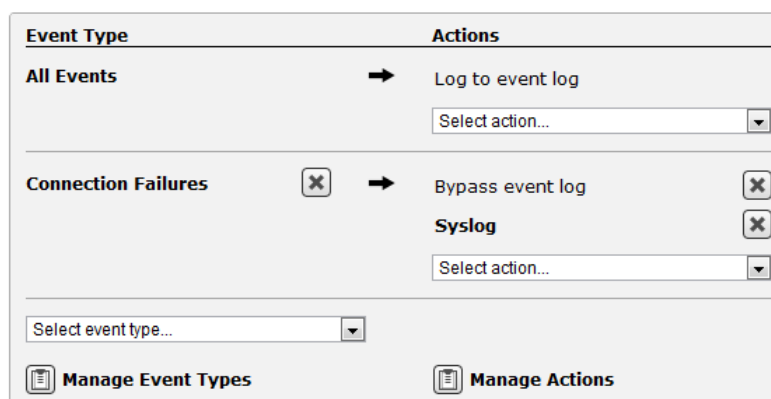 Event Type Actions
All Events Log to event log
Select action...
Connection Failures Bypass event log
Syslog
Select action...
Select event type...
Manage Event Types Manage Actions